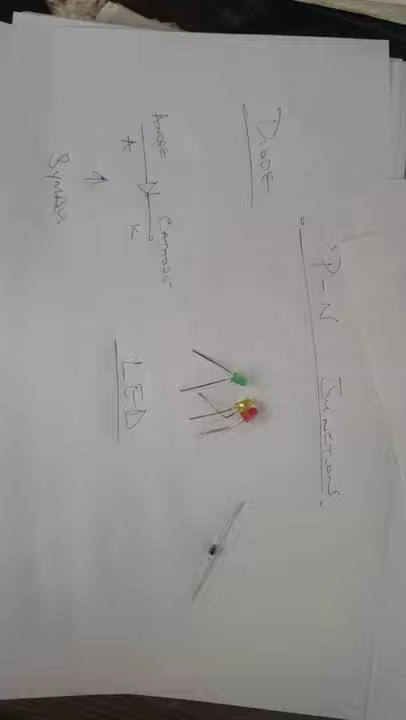 P-N JUNCTION.
DIODE
ANODE CATHODE
A K
SYMBOL
LED